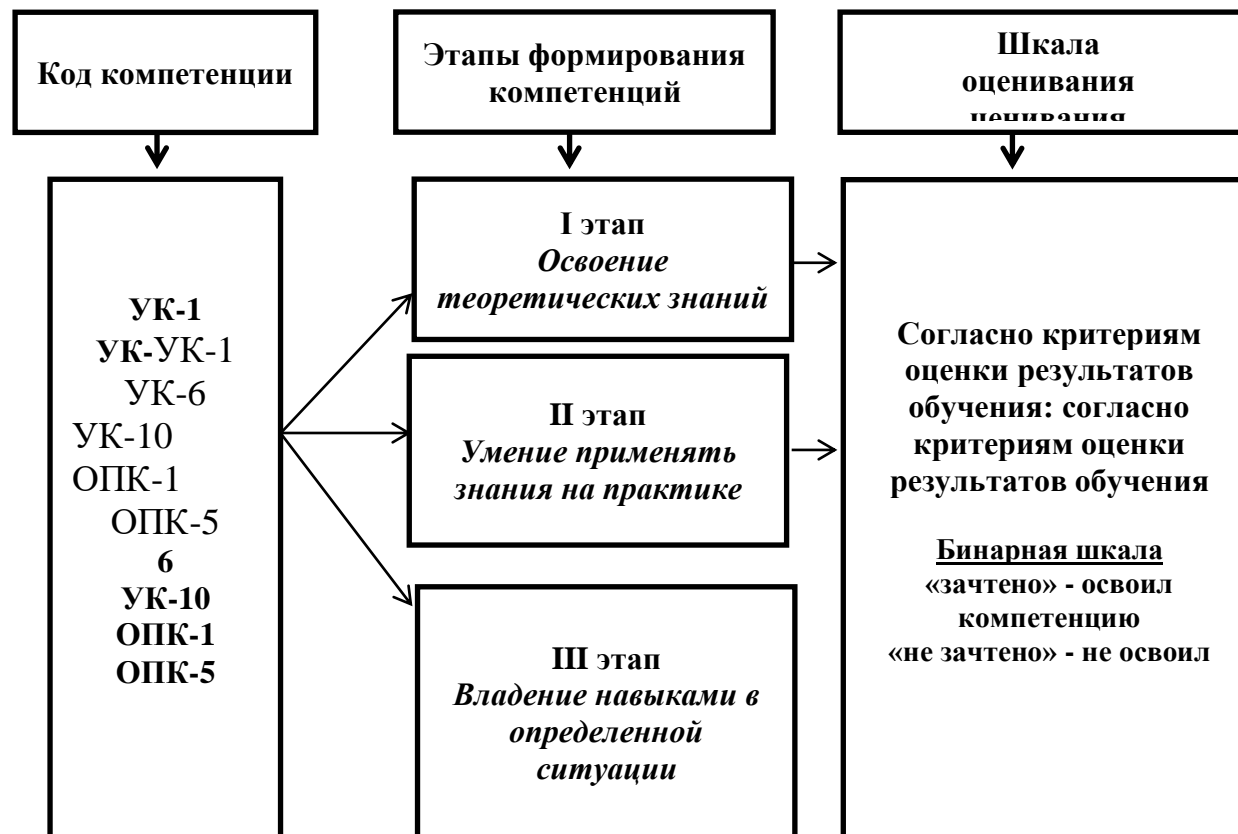 Код компетенции
Этапы формирования
компетенций
Шкала
оценивания
ценивания
УК-1
УК-УК-1
УК-6
УК-10
ОПК-1
ОПК-5
6
УК-10
ОПК-1
ОПК-5
I этап
Освоение
теоретических знаний
II этап
Умение применять
знания на практике
III этап
Владение навыками в
определенной
ситуации
Согласно критериям
оценки результатов
обучения: согласно
критериям оценки
результатов обучения
Бинарная шкала
«зачтено» - освоил
компетенцию
«не зачтено» - не освоил